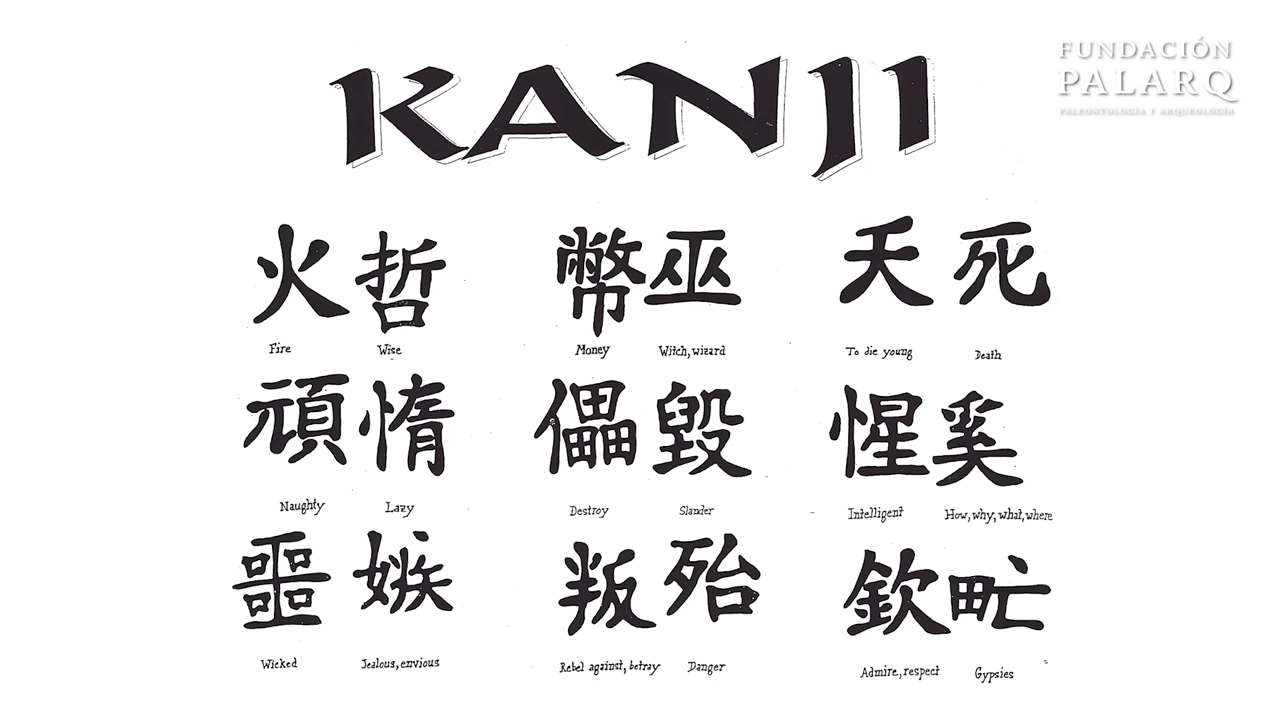 FUNDACIÓN
PALARQ
PALEONTOLOGÍA Y ARQUEOLOGÍA
KANJI
火 哲 幣 巫 夭 死
Fire Wise Money Witch, wizard To die young Death
頑 惰 儡 毀 惺 奚
Naughty Lazy Destroy Slander Intelligent How, why, what, where
噩 嫉 叛 殆 欽 甿
Wicked Jealous, envious Rebel against, betray Danger Admire, respect Gypsies